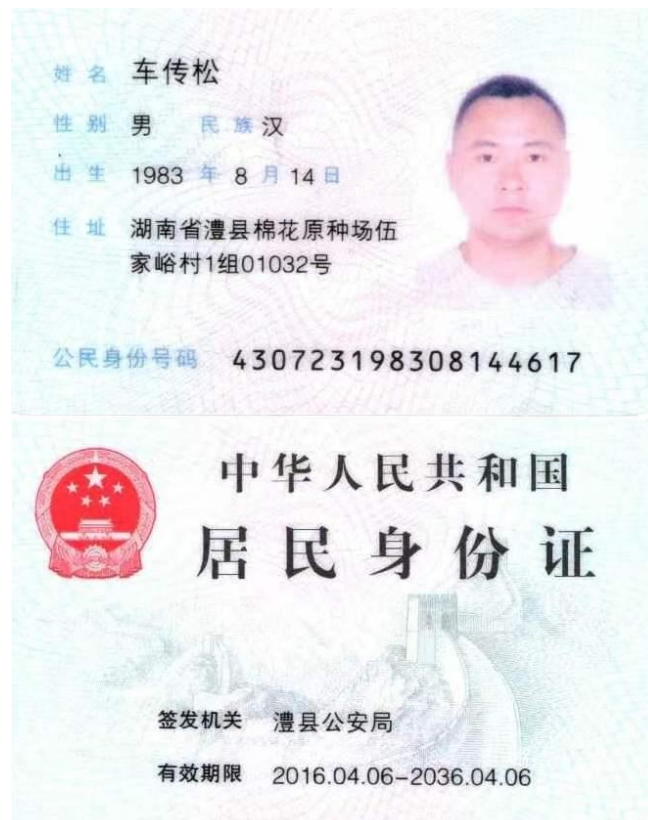 姓名 车传松
性别 男 民族 汉
出生 1983 年 8 月 14 日
住址 湖南省澧县棉花原种场伍
家峪村1组01032号
公民身份号码 430723198308144617
中华人民共和国
居民身份证
签发机关 澧县公安局
有效期限 2016.04.06-2036.04.06